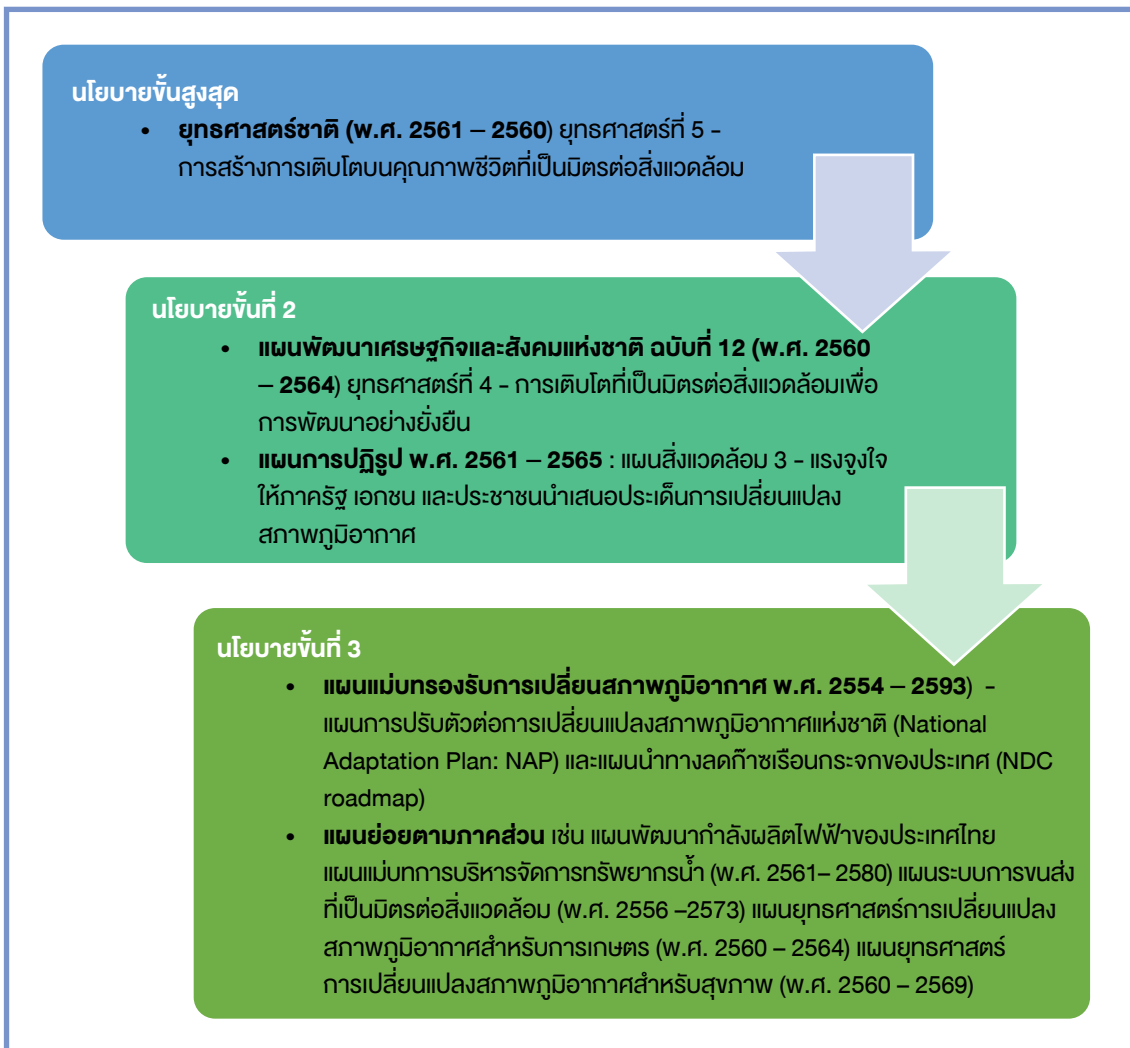 นโยบายขั้นสูงสุด
• ยุทธศาสตร์ชาติ (พ.ศ. 2561 – 2560) ยุทธศาสตร์ที่ 5 -
การสร้างการเติบโตบนคุณภาพชีวิตที่เป็นมิตรต่อสิ่งแวดล้อม
นโยบายขั้นที่ 2
• แผนพัฒนาเศรษฐกิจและสังคมแห่งชาติ ฉบับที่ 12 (พ.ศ. 2560
– 2564) ยุทธศาสตร์ที่ 4 - การเติบโตที่เป็นมิตรต่อสิ่งแวดล้อมเพื่อ
การพัฒนาอย่างยั่งยืน
• แผนการปฏิรูป พ.ศ. 2561 – 2565 : แผนสิ่งแวดล้อม 3 - แรงจูงใจ
ให้ภาครัฐ เอกชน และประชาชนนำเสนอประเด็นการเปลี่ยนแปลง
สภาพภูมิอากาศ
นโยบายขั้นที่ 3
• แผนแม่บทรองรับการเปลี่ยนสภาพภูมิอากาศ พ.ศ. 2554 – 2593) -
แผนการปรับตัวต่อการเปลี่ยนแปลงสภาพภูมิอากาศแห่งชาติ (National
Adaptation Plan: NAP) และแผนนำทางลดก๊าซเรือนกระจกของประเทศ (NDC
roadmap)
• แผนย่อยตามภาคส่วน เช่น แผนพัฒนากำลังผลิตไฟฟ้าของประเทศไทย
แผนแม่บทการบริหารจัดการทรัพยากรน้ำ (พ.ศ. 2561– 2580) แผนระบบการขนส่ง
ที่เป็นมิตรต่อสิ่งแวดล้อม (พ.ศ. 2556 –2573) แผนยุทธศาสตร์การเปลี่ยนแปลง
สภาพภูมิอากาศสำหรับการเกษตร (พ.ศ. 2560 – 2564) แผนยุทธศาสตร์
การเปลี่ยนแปลงสภาพภูมิอากาศสำหรับสุขภาพ (พ.ศ. 2560 – 2569)